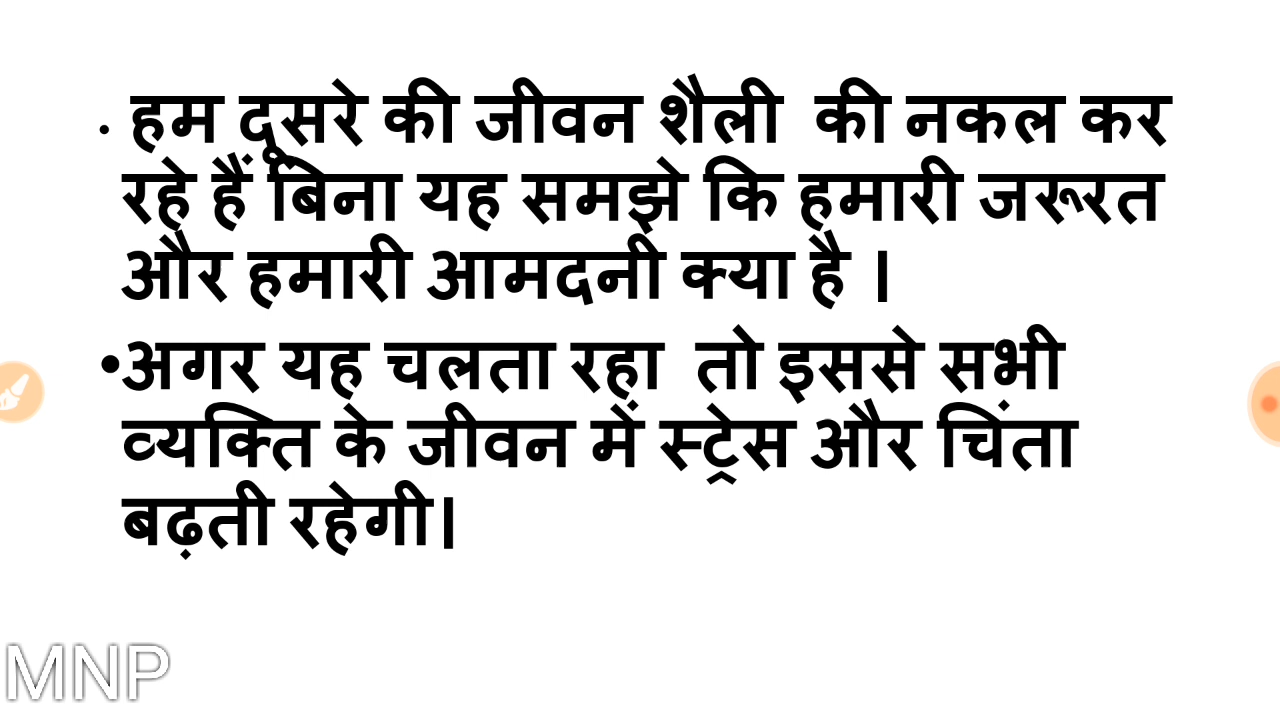 • हम दूसरे की जीवन शैली की नकल कर
रहे हैं बिना यह समझे कि हमारी जरूरत
और हमारी आमदनी क्या है ।
•अगर यह चलता रहा तो इससे सभी
व्यक्ति के जीवन में स्ट्रेस और चिंता
बढ़ती रहेगी।
MNP